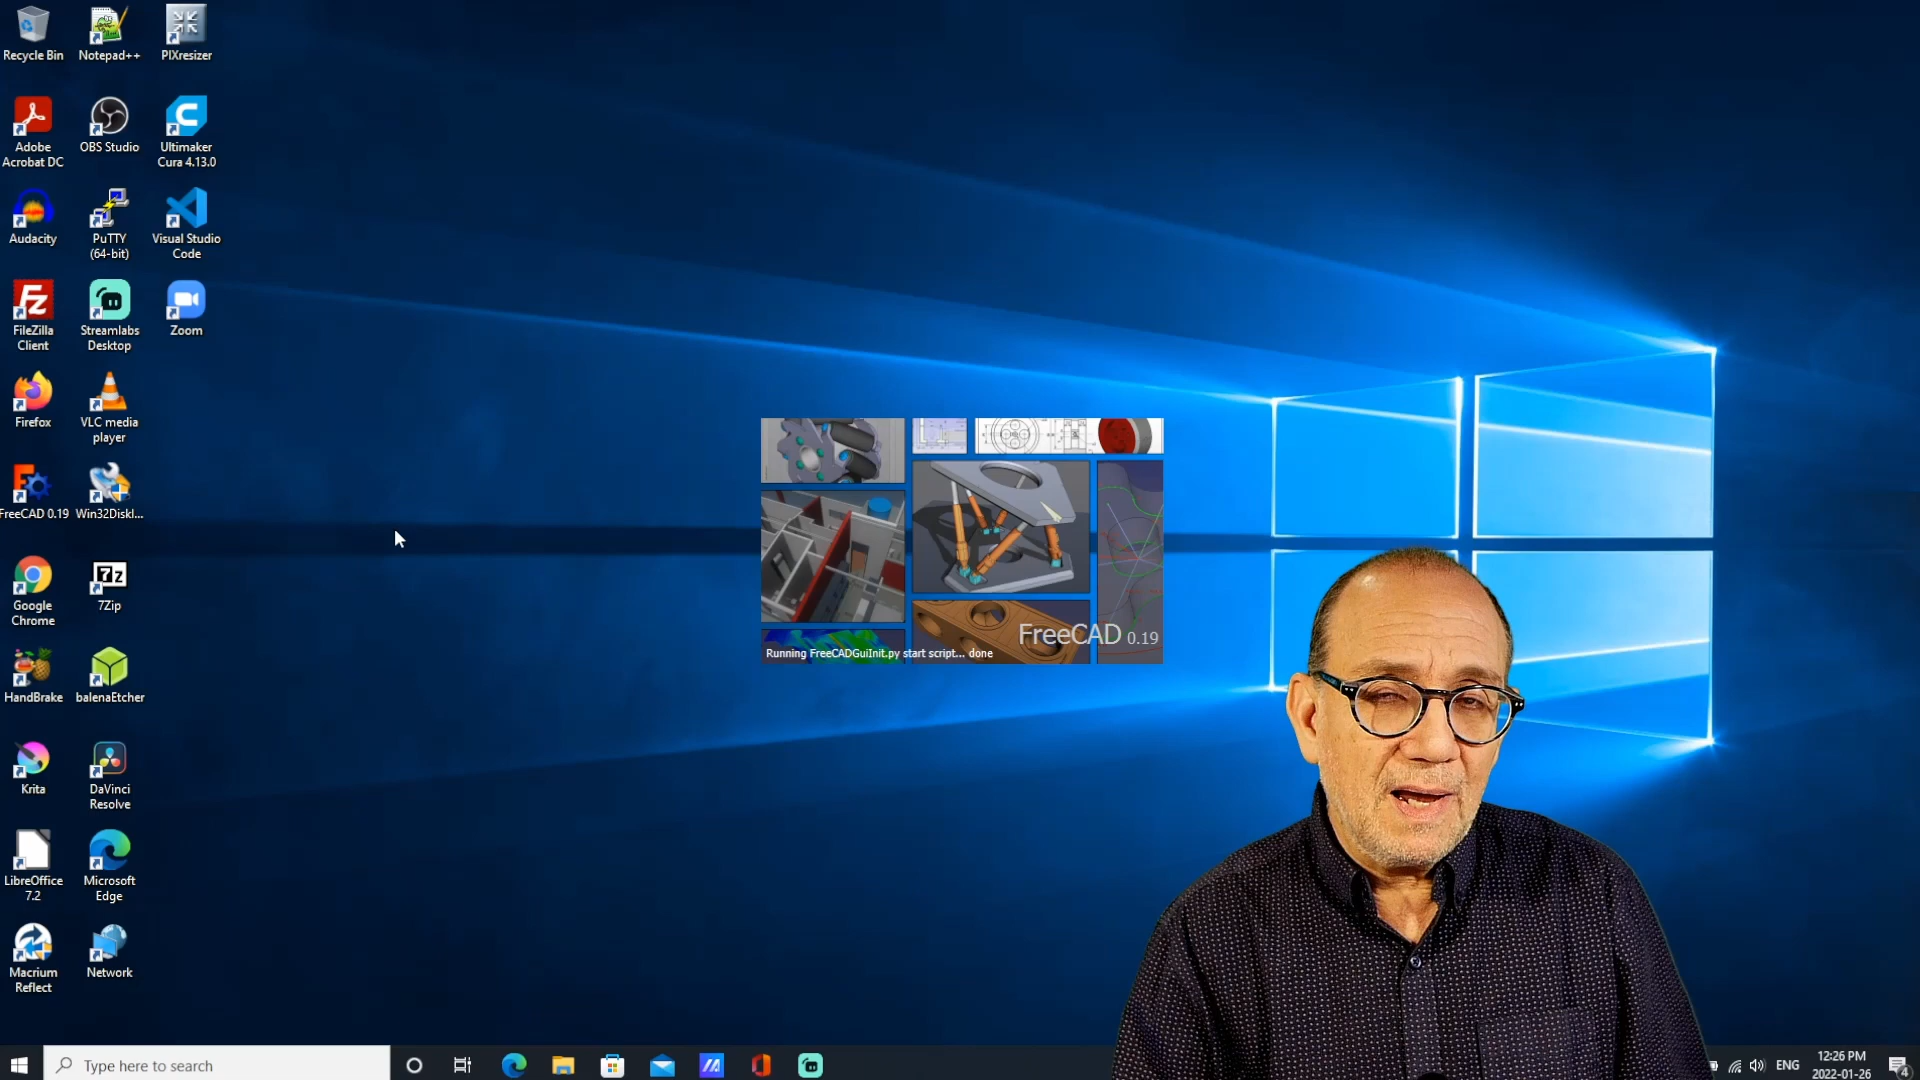 Recycle Bin
Notepad++
PIXresizer
Adobe
Acrobat DC
OBS Studio
Ultimaker
Cura 4.13.0
Audacity
PuTTY
(64-bit)
Visual Studio
Code
FileZilla
Client
Streamlabs
Desktop
Zoom
Firefox
VLC media
player
FreeCAD 0.19
Win32DiskI...
Google
Chrome
7z
7Zip
HandBrake
balenaEtcher
Krita
DaVinci
Resolve
LibreOffice
7.2
Microsoft
Edge
Macrium
Reflect
Network
FreeCAD 0.19
Running FreeCADGuiInit.py start script... done
Type here to search
ENG
12:26 PM
2022-01-26
4